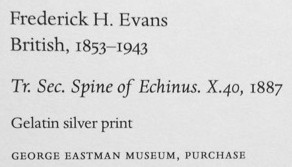 Frederick H. Evans
British, 1853–1943
Tr. Sec. Spine of Echinus. X.40, 1887
Gelatin silver print
GEORGE EASTMAN MUSEUM, PURCHASE